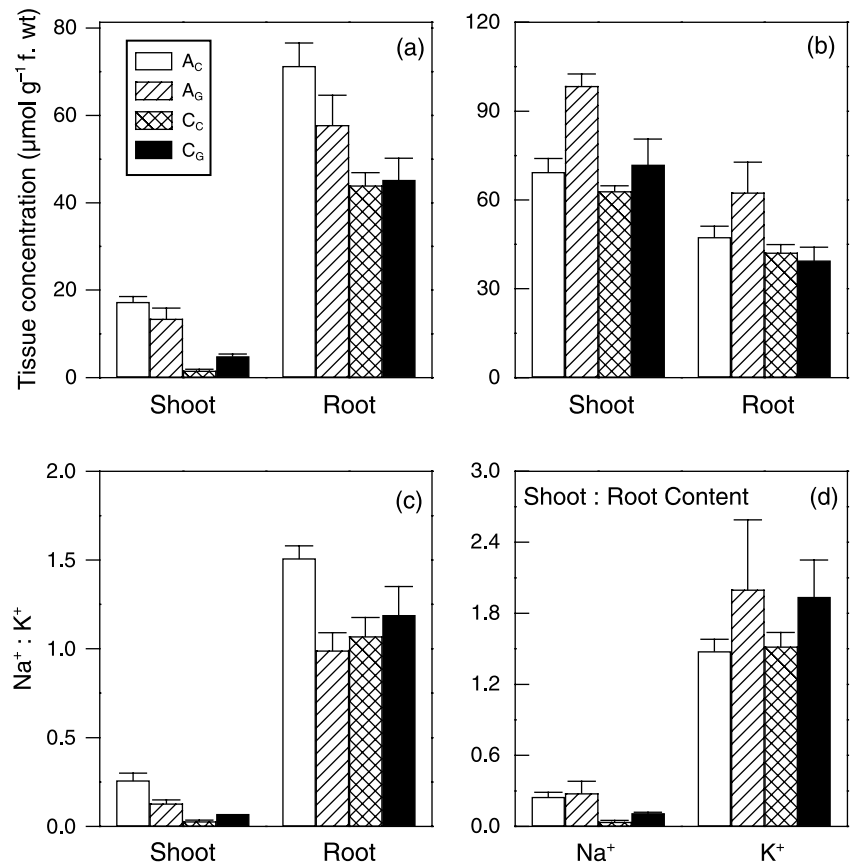 Tissue concentration (μmol g⁻¹ f. wt)
80
60
40
20
0
(a)
A_C
A_G
C_C
C_G
Shoot Root
120
90
60
30
0
(b)
Shoot Root
Na⁺ : K⁺
2.0
1.5
1.0
0.5
0.0
(c)
Shoot Root
3.0
2.4
1.8
1.2
0.6
0.0
Shoot : Root Content (d)
Na⁺ K⁺